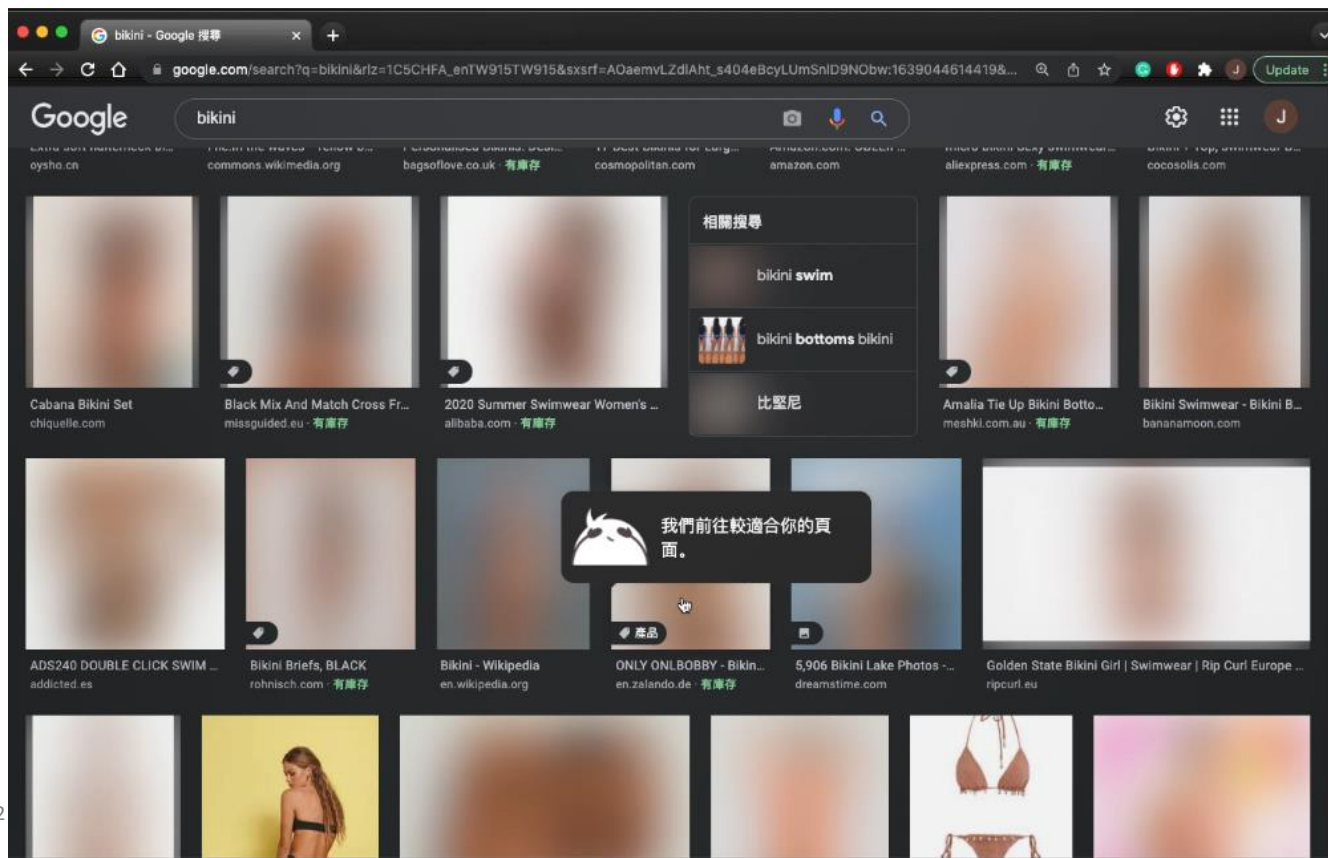 bikini - Google 搜尋
google.com/search?q=bikini&rlz=1C5CHFA_enTW915TW915&sxsrf=AOaemvLZdlAht_s404eBcyLUmSnlD9NObw:1639044614419&...
Update
Google
bikini
J
oysho.cn
commons.wikimedia.org
bagsoflove.co.uk · 有庫存
cosmopolitan.com
amazon.com
aliexpress.com · 有庫存
cocosolis.com
相關搜尋
bikini swim
bikini bottoms bikini
比堅尼
Cabana Bikini Set
chiquelle.com
Black Mix And Match Cross Fr...
missguided.eu · 有庫存
2020 Summer Swimwear Women's ...
alibaba.com · 有庫存
Amalia Tie Up Bikini Botto...
meshki.com.au · 有庫存
Bikini Swimwear - Bikini B...
bananamoon.com
我們前往較適合你的頁
面。
產品
ADS240 DOUBLE CLICK SWIM ...
addicted.es
Bikini Briefs, BLACK
rohnisch.com · 有庫存
Bikini - Wikipedia
en.wikipedia.org
ONLY ONLBOBBY - Bikin...
en.zalando.de · 有庫存
5,906 Bikini Lake Photos -...
dreamstime.com
Golden State Bikini Girl | Swimwear | Rip Curl Europe ...
ripcurl.eu
2